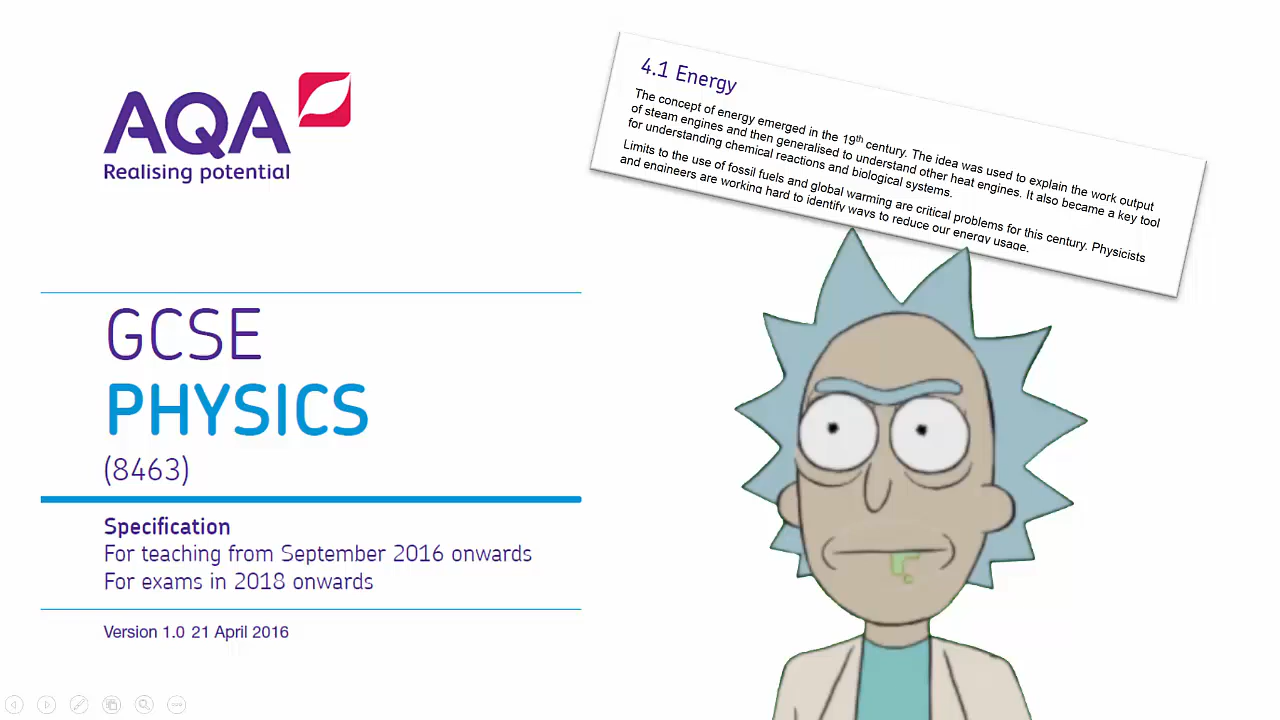 AQA
Realising potential
GCSE
PHYSICS
(8463)
Specification
For teaching from September 2016 onwards
For exams in 2018 onwards
Version 1.0 21 April 2016
4.1 Energy
The concept of energy emerged in the 19th century. The idea was used to explain the work output
of steam engines and then generalised to understand other heat engines. It also became a key tool
for understanding chemical reactions and biological systems.
Limits to the use of fossil fuels and global warming are critical problems for this century. Physicists
and engineers are working hard to identify ways to reduce our energy usage.